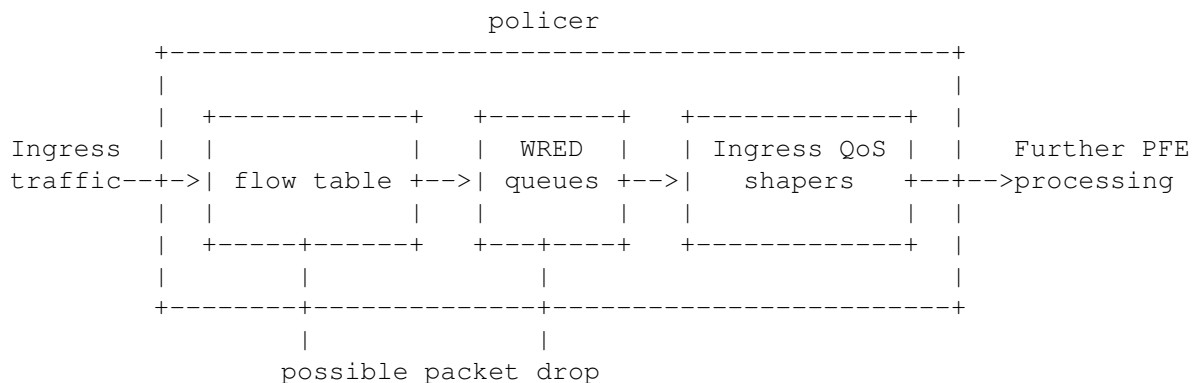 policer
WRED Ingress QoS
Ingress Further PFE
traffic flow table queues shapers processing
possible packet drop